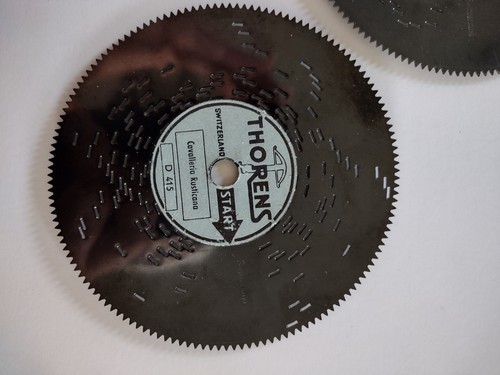 THORENS
SWITZERLAND
START
Cavalleria Rusticana
D 415